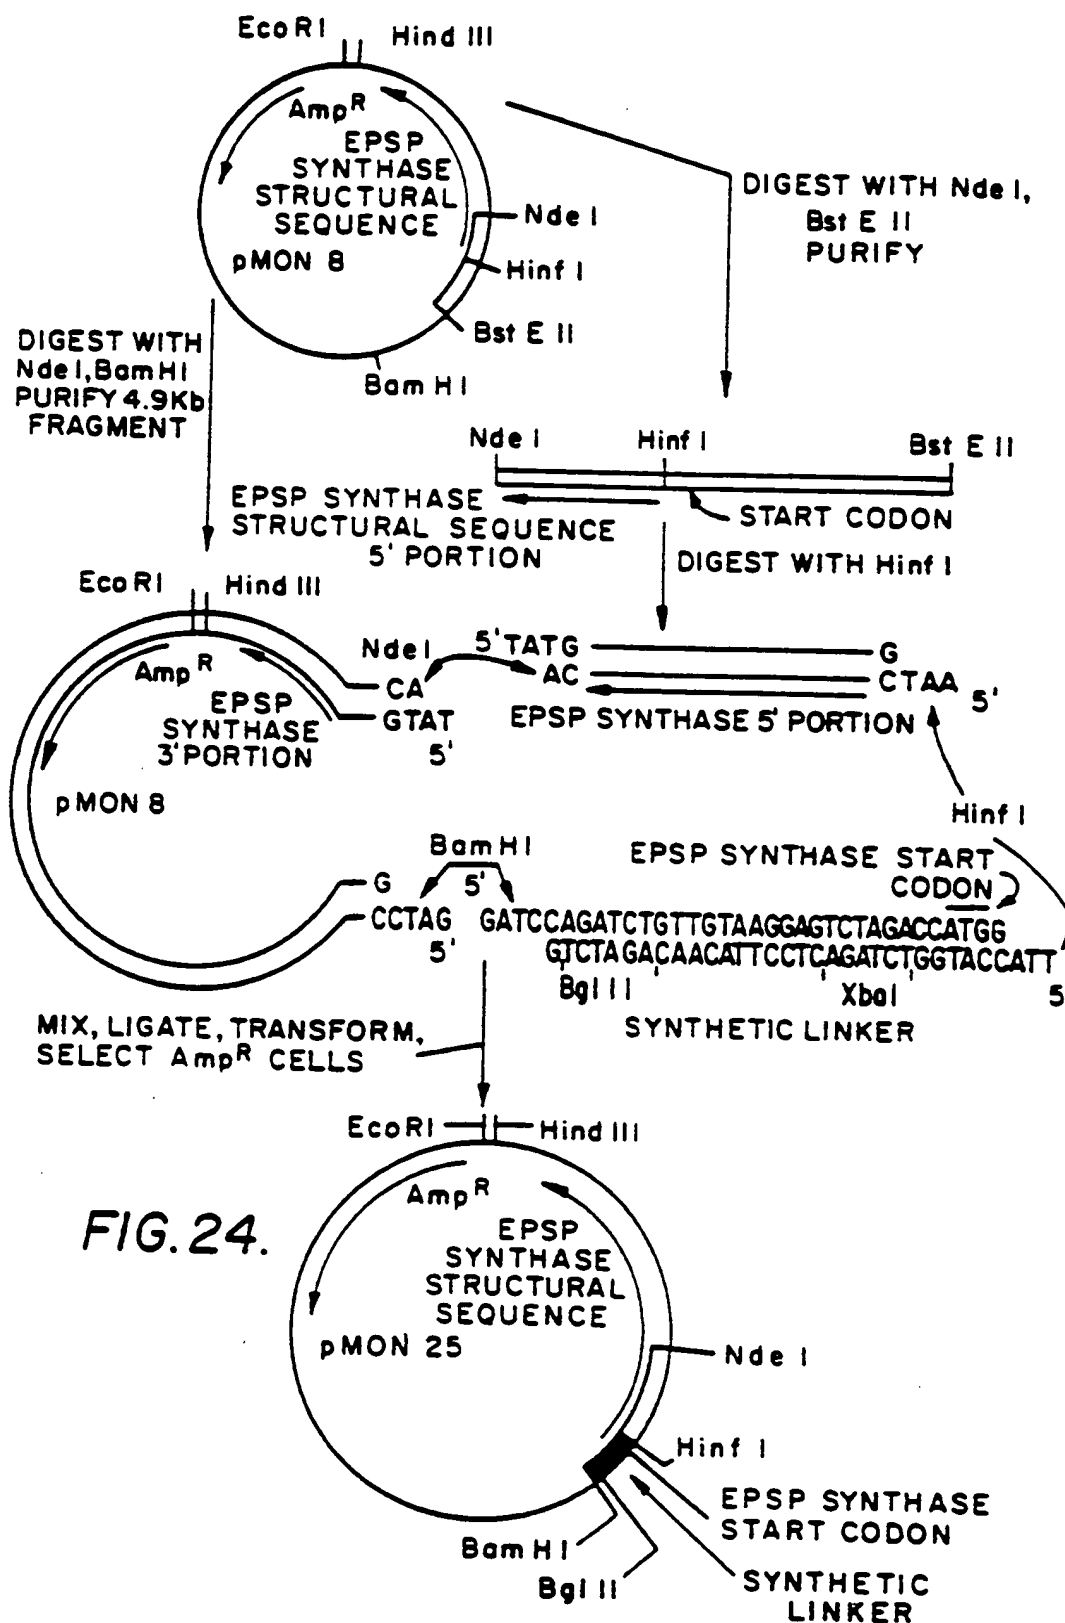 EcoRI
Hind III
Amp R
EPSP
SYNTHASE
STRUCTURAL
SEQUENCE
pMON 8
Nde I
Hinf I
Bst E II
Bam HI
DIGEST WITH Nde I,
Bst E II
PURIFY
DIGEST WITH
Nde I, Bam HI
PURIFY 4.9Kb
FRAGMENT
Nde I
Hinf I
Bst E II
EPSP SYNTHASE
STRUCTURAL SEQUENCE
5' PORTION
START CODON
DIGEST WITH Hinf I
EcoRI
Hind III
Amp R
EPSP
SYNTHASE
3' PORTION
pMON 8
Nde I
CA
GTAT
5'
5' TATG
AC
G
CTAA
5'
EPSP SYNTHASE 5' PORTION
Hinf I
BamHI
G
CCTAG
5'
5'
EPSP SYNTHASE START
CODON
GATCCAGATCTGTTGTAAGGAGTCTAGACCATGG
GTCTAGACAACATTCCTCAGATCTGGTACCATT
5
Bgl II
XbaI
SYNTHETIC LINKER
MIX, LIGATE, TRANSFORM,
SELECT AmpR CELLS
EcoRI
Hind III
Amp R
EPSP
SYNTHASE
STRUCTURAL
SEQUENCE
pMON 25
Nde I
Hinf I
EPSP SYNTHASE
START CODON
SYNTHETIC
LINKER
Bam HI
Bgl II
FIG. 24.